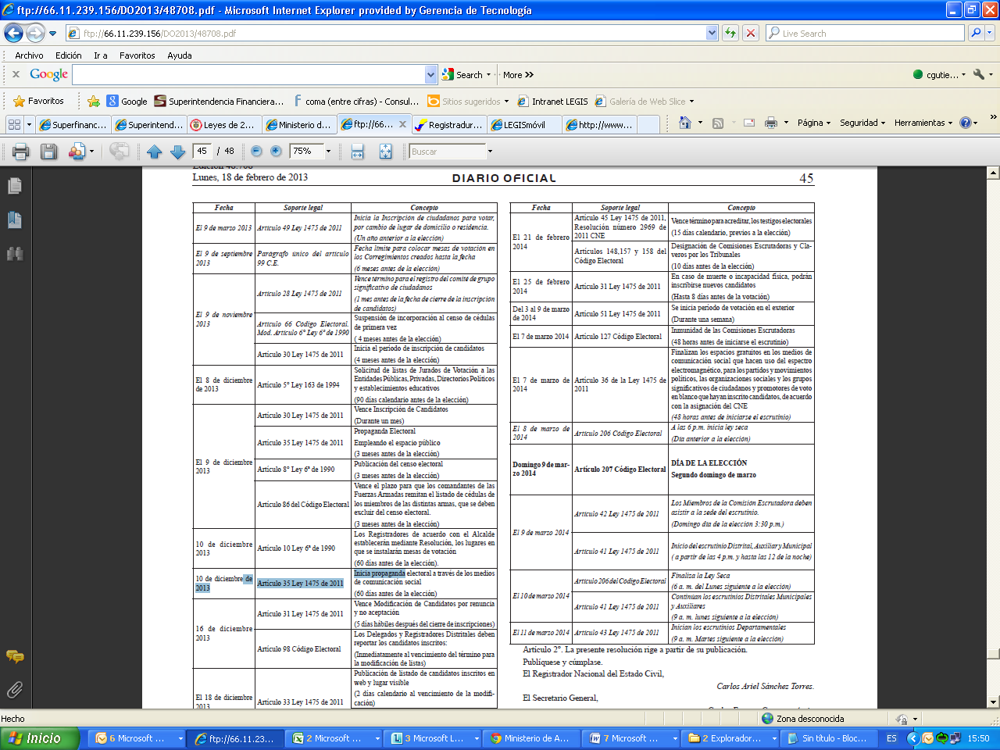 ftp://66.11.239.156/DO2013/48708.pdf - Microsoft Internet Explorer provided by Gerencia de Tecnología
ftp://66.11.239.156/DO2013/48708.pdf
Live Search
Archivo Edición Ir a Favoritos Ayuda
Google
Search More »
cgutie...
Favoritos
Google
Superintendencia Financiera...
coma (entre cifras) - Consul...
Sitios sugeridos
Intranet LEGIS
Galería de Web Slice
Superfinanc...
Superintend...
Leyes de 2...
Ministerio d...
ftp://66...
Registradur...
LEGISmóvil
http://www...
Página Seguridad Herramientas
45 / 48
75%
Buscar
Edición 48.708
Lunes, 18 de febrero de 2013
DIARIO OFICIAL
45
Fecha Soporte legal Concepto
El 9 de marzo 2013
Artículo 49 Ley 1475 de 2011
Inicia la Inscripción de ciudadanos para votar,
por cambio de lugar de domicilio o residencia.
(Un año anterior a la elección)
El 9 de septiembre
2013
Parágrafo único del artículo
99 C.E.
Fecha límite para colocar mesas de votación en
los Corregimientos creados hasta la fecha
(6 meses antes de la elección)
El 9 de noviembre
2013
Artículo 28 Ley 1475 de 2011
Vence término para el registro del comité de grupo
significativo de ciudadanos
(1 mes antes de la fecha de cierre de la inscripción
de candidatos)
Artículo 66 Código Electoral.
Mod. Artículo 6° Ley 6ª de 1990
Suspensión de incorporación al censo de cédulas
de primera vez
( 4 meses antes de la elección)
Artículo 30 Ley 1475 de 2011
Inicia el período de inscripción de candidatos
(4 meses antes de la elección)
El 8 de diciembre
de 2013
Artículo 5° Ley 163 de 1994
Solicitud de listas de Jurados de Votación a las
Entidades Públicas, Privadas, Directorios Políticos
y establecimientos educativos
(90 días calendario antes de la elección)
El 9 de diciembre
2013
Artículo 30 Ley 1475 de 2011
Vence Inscripción de Candidatos
(Durante un mes)
Artículo 35 Ley 1475 de 2011
Propaganda Electoral
Empleando el espacio público
(3 meses antes de la elección)
Artículo 8° Ley 6ª de 1990
Publicación del censo electoral
(3 meses antes de la elección)
Artículo 86 del Código Electoral
Vence el plazo para que los comandantes de las
Fuerzas Armadas remitan el listado de cédulas de
los miembros de las distintas armas, que se deben
excluir del censo electoral.
(3 meses antes de la elección)
10 de diciembre
2013
Artículo 10 Ley 6ª de 1990
Los Registradores de acuerdo con el Alcalde
establecerán mediante Resolución, los lugares en
que se instalarán mesas de votación
(60 días antes de la elección).
10 de diciembre de
2013
Artículo 35 Ley 1475 de 2011
Inicia propaganda electoral a través de los medios
de comunicación social
(60 días antes de la elección)
16 de diciembre
2013
Artículo 31 Ley 1475 de 2011
Vence Modificación de Candidatos por renuncia
y no aceptación
(5 días hábiles después del cierre de inscripciones)
Artículo 98 Código Electoral
Los Delegados y Registradores Distritales deben
reportar los candidatos inscritos:
(Inmediatamente al vencimiento del término para
la modificación de listas)
El 18 de diciembre
2013
Artículo 33 Ley 1475 de 2011
Publicación de listado de candidatos inscritos en
web y lugar visible
(2 días calendario al vencimiento de la modifi-
cación)
Fecha Soporte legal Concepto
El 21 de febrero
2014
Artículo 45 Ley 1475 de 2011,
Resolución número 2969 de
2011 CNE
Vence término para acreditar, los testigos electorales
(15 días calendario, previos a la elección)
Artículos 148,157 y 158 del
Código Electoral
Designación de Comisiones Escrutadoras y Cla-
veros por los Tribunales
(10 días antes de la elección)
El 25 de febrero
2014
Artículo 31 Ley 1475 de 2011
En caso de muerte o incapacidad física, podrán
inscribirse nuevos candidatos
(Hasta 8 días antes de la votación)
Del 3 al 9 de marzo
de 2014
Artículo 51 Ley 1475 de 2011
Se inicia período de votación en el exterior
(Durante una semana)
El 7 de marzo 2014
Artículo 127 Código Electoral
Inmunidad de las Comisiones Escrutadoras
(48 horas antes de iniciarse el escrutinio)
El 7 de marzo de
2014
Artículo 36 de la Ley 1475 de
2011
Finalizan los espacios gratuitos en los medios de
comunicación social que hacen uso del espectro
electromagnético, para los partidos y movimientos
políticos, las organizaciones sociales y los grupos
significativos de ciudadanos y promotores de voto
en blanco que hayan inscrito candidatos, de acuerdo
con la asignación del CNE
(48 horas antes de iniciarse el escrutinio)
El 8 de marzo de
2014
Artículo 206 Código Electoral
A las 6 p.m. inicia ley seca
(Día anterior a la elección)
Domingo 9 de mar-
zo 2014
Artículo 207 Código Electoral
DÍA DE LA ELECCIÓN
Segundo domingo de marzo
El 9 de marzo 2014
Artículo 42 Ley 1475 de 2011
Los Miembros de la Comisión Escrutadora deben
asistir a la sede del escrutinio.
(Domingo día de la elección 3:30 p.m.)
Artículo 41 Ley 1475 de 2011
Inicio del escrutinio Distrital, Auxiliar y Municipal
( a partir de las 4 p.m. y hasta las 12 de la noche)
El 10 de marzo 2014
Artículo 206 del Código Electoral
Finaliza la Ley Seca
(6 a. m. del Lunes siguiente a la elección)
Artículo 41 Ley 1475 de 2011
Continúan los escrutinios Distritales Municipales
y Auxiliares
(9 a. m. lunes siguiente a la elección)
El 11 de marzo 2014
Artículo 43 Ley 1475 de 2011
Inician los escrutinios Departamentales
(9 a.m. Martes siguiente a la elección)
Artículo 2°. La presente resolución rige a partir de su publicación.
Publíquese y cúmplase.
El Registrador Nacional del Estado Civil,
Carlos Ariel Sánchez Torres.
El Secretario General,
Hecho
Zona desconocida
Inicio
6 Microsoft ...
ftp://66.11.23...
2 Microsoft ...
3 Microsoft L...
Ministerio de A...
7 Microsoft ...
2 Explorador...
Sin título - Bloc...
ES
15:50